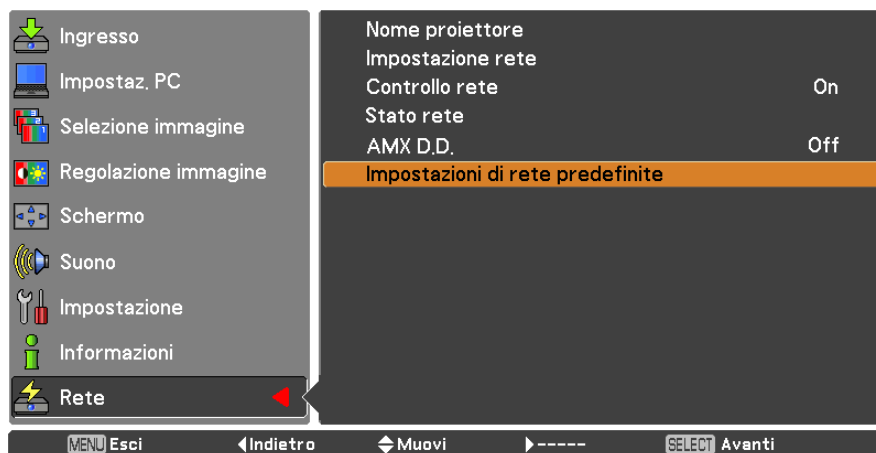 Ingresso
Impostaz. PC
Selezione immagine
Regolazione immagine
Schermo
Suono
Impostazione
Informazioni
Rete
Nome proiettore
Impostazione rete
Controllo rete On
Stato rete
AMX D.D. Off
Impostazioni di rete predefinite
MENU Esci Indietro Muovi ----- SELECT Avanti